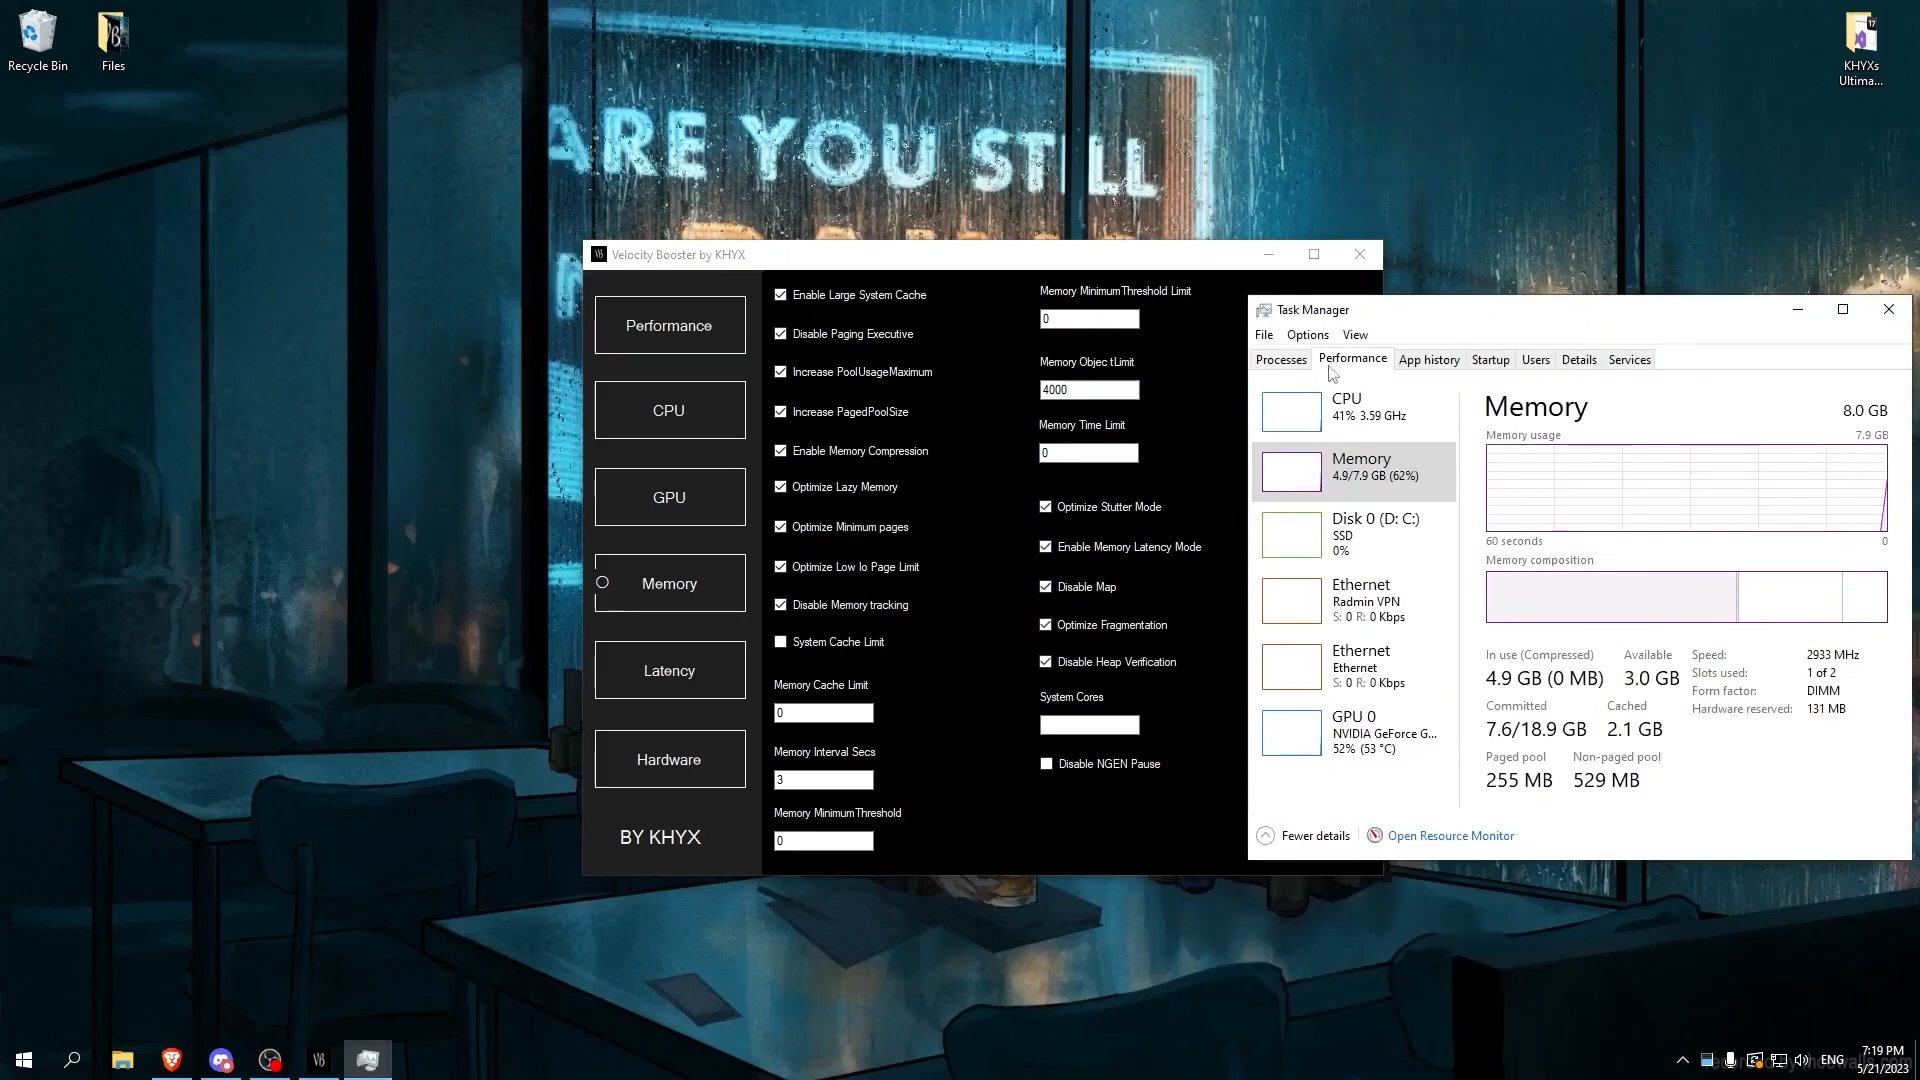 Recycle Bin
Files
KHYXs
Ultima...
17
ARE YOU STILL
Velocity Booster by KHYX
Performance
CPU
GPU
Memory
Latency
Hardware
BY KHYX
Enable Large System Cache
Disable Paging Executive
Increase PoolUsageMaximum
Increase PagedPoolSize
Enable Memory Compression
Optimize Lazy Memory
Optimize Minimum pages
Optimize Low Io Page Limit
Disable Memory tracking
System Cache Limit
Memory Cache Limit
0
Memory Interval Secs
3
Memory MinimumThreshold
0
Memory MinimumThreshold Limit
0
Memory Objec tLimit
4000
Memory Time Limit
0
Optimize Stutter Mode
Enable Memory Latency Mode
Disable Map
Optimize Fragmentation
Disable Heap Verification
System Cores
Disable NGEN Pause
Task Manager
File Options View
Processes Performance App history Startup Users Details Services
CPU
41% 3.59 GHz
Memory
4.9/7.9 GB (62%)
Disk 0 (D: C:)
SSD
0%
Ethernet
Radmin VPN
S: 0 R: 0 Kbps
Ethernet
Ethernet
S: 0 R: 0 Kbps
GPU 0
NVIDIA GeForce G...
52% (53 °C)
Memory 8.0 GB
Memory usage 7.9 GB
60 seconds 0
Memory composition
In use (Compressed) Available
4.9 GB (0 MB) 3.0 GB
Committed Cached
7.6/18.9 GB 2.1 GB
Paged pool Non-paged pool
255 MB 529 MB
Speed: 2933 MHz
Slots used: 1 of 2
Form factor: DIMM
Hardware reserved: 131 MB
Fewer details Open Resource Monitor
ENG
7:19 PM
5/21/2023